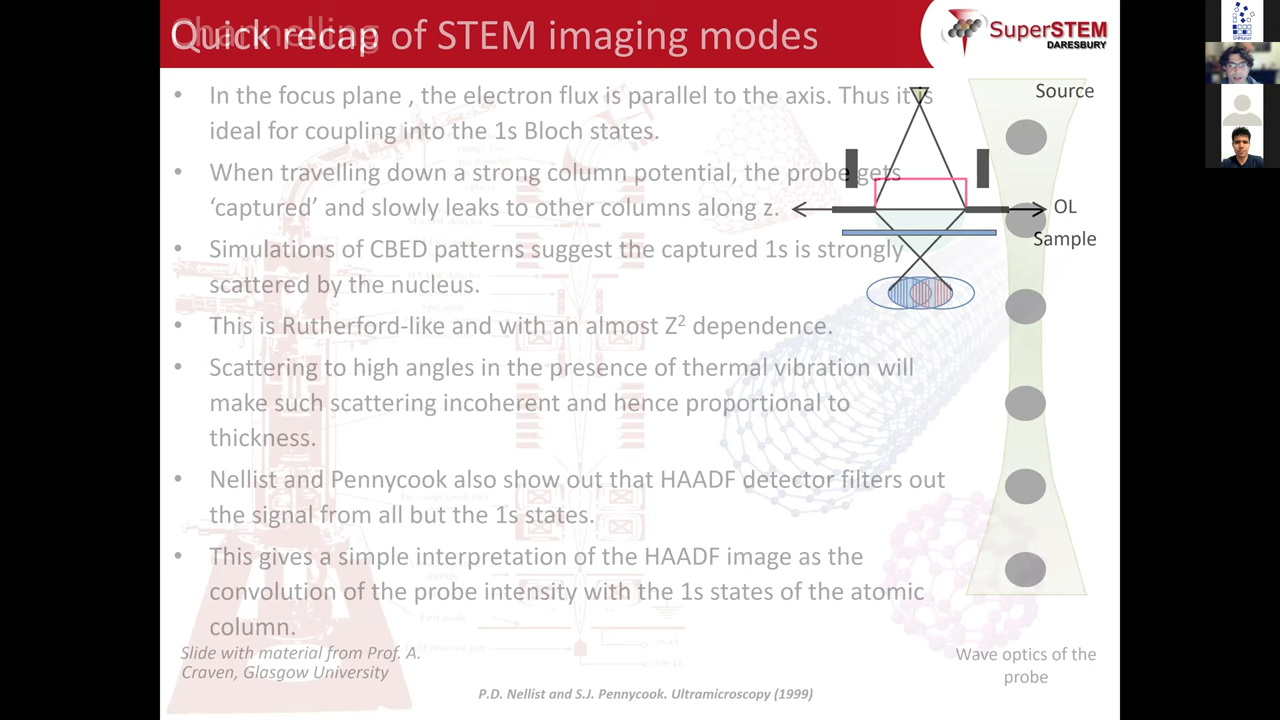 Quick recap of STEM imaging modes
Channelling
SuperSTEM
DARESBURY
• In the focus plane , the electron flux is parallel to the axis. Thus it is
ideal for coupling into the 1s Bloch states.
• When travelling down a strong column potential, the probe gets
‘captured’ and slowly leaks to other columns along z.
• Simulations of CBED patterns suggest the captured 1s is strongly
scattered by the nucleus.
• This is Rutherford-like and with an almost Z² dependence.
• Scattering to high angles in the presence of thermal vibration will
make such scattering incoherent and hence proportional to
thickness.
• Nellist and Pennycook also show out that HAADF detector filters out
the signal from all but the 1s states.
• This gives a simple interpretation of the HAADF image as the
convolution of the probe intensity with the 1s states of the atomic
column.
Source
OL
Sample
Wave optics of the
probe
Slide with material from Prof. A.
Craven, Glasgow University
P.D. Nellist and S.J. Pennycook. Ultramicroscopy (1999)